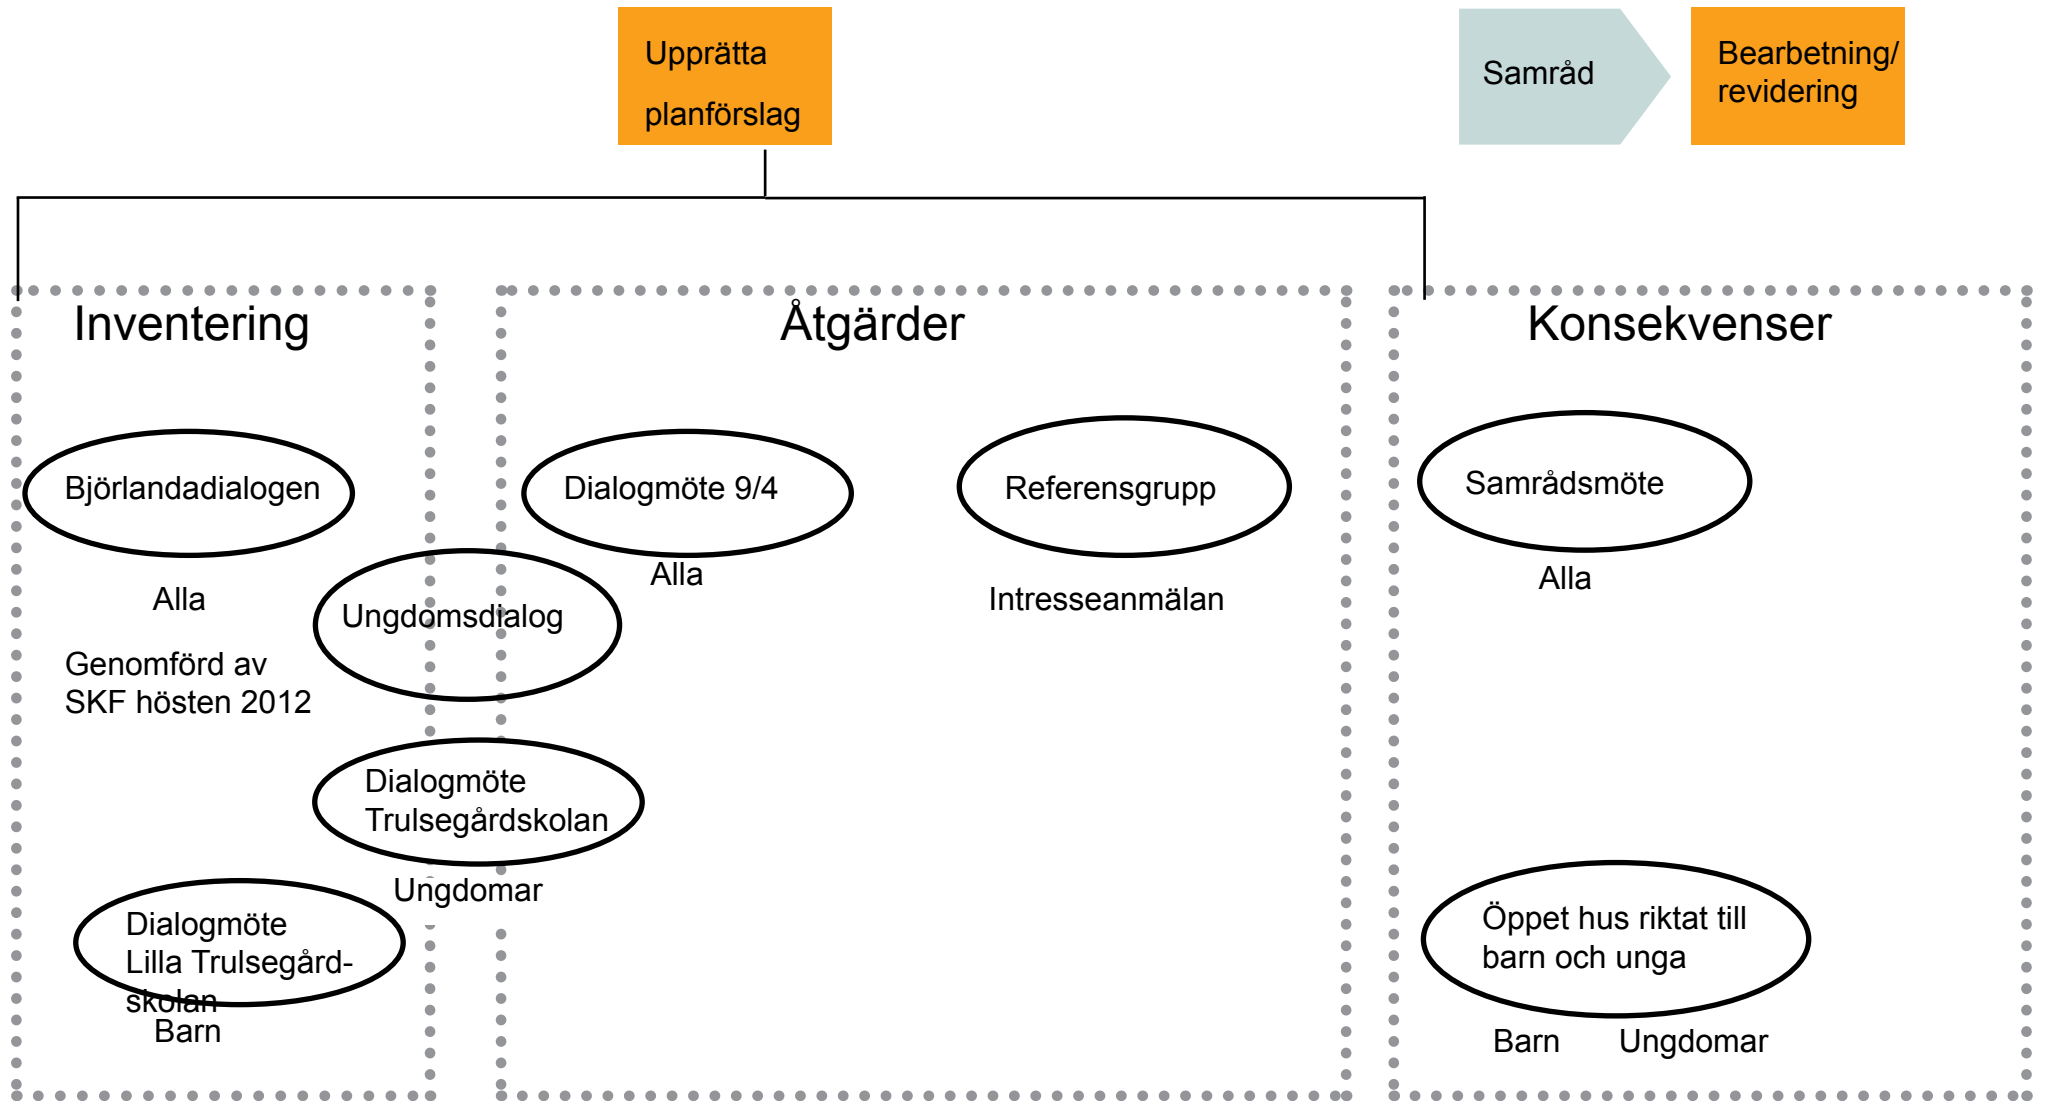 Upprätta
planförslag
Samråd
Bearbetning/
revidering
Inventering
Åtgärder
Konsekvenser
Björlandadialogen
Alla
Genomförd av
SKF hösten 2012
Ungdomsdialog
Dialogmöte
Trulsegårdskolan
Ungdomar
Dialogmöte
Lilla Trulsegård-
skolan
Barn
Dialogmöte 9/4
Alla
Referensgrupp
Intresseanmälan
Samrådsmöte
Alla
Öppet hus riktat till
barn och unga
Barn Ungdomar